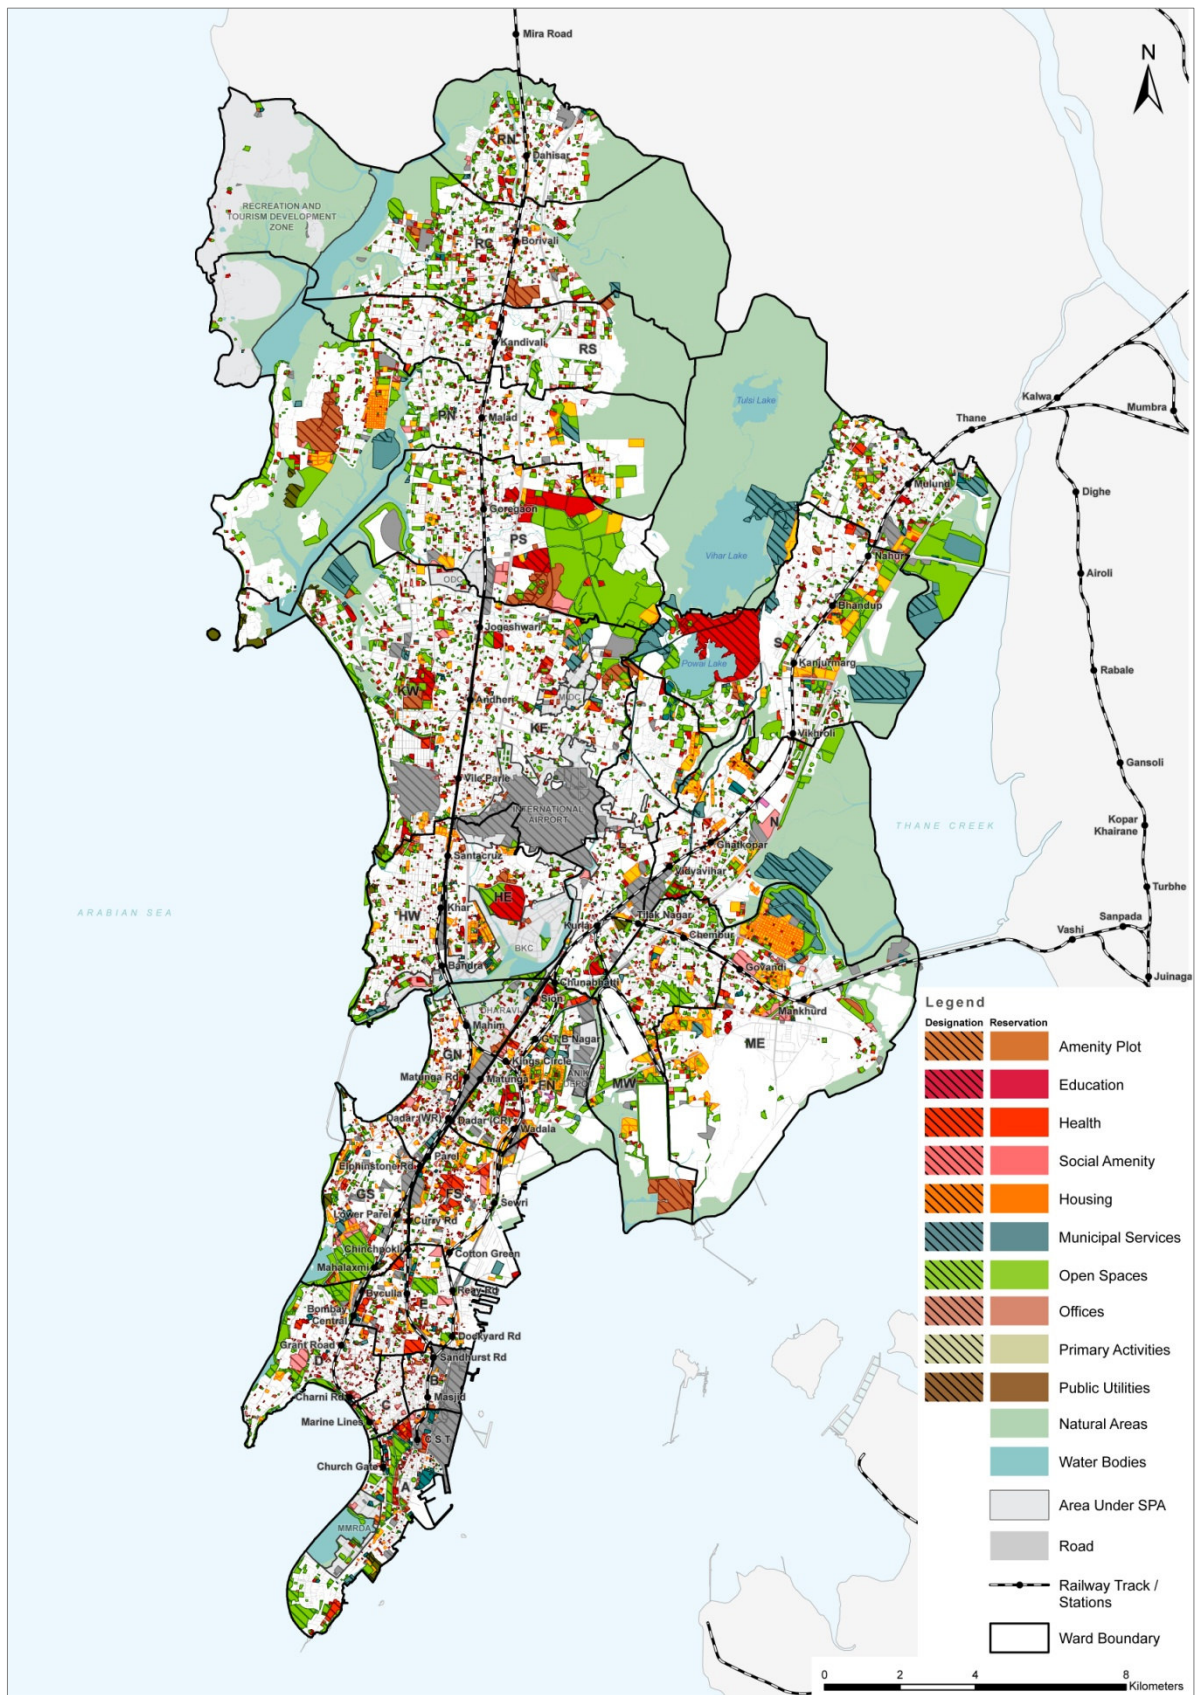 Mira Road
N
RN
Dahisar
RECREATION AND
TOURISM DEVELOPMENT
ZONE
RC
Borivali
Kandivali
RS
Tulsi Lake
Kalwa
Mumbra
PN
Malad
Thane
Mulund
Dighe
Goregaon
PS
Vihar Lake
Nahur
Airoli
ODC
Bhandup
Jogeshwari
S
Powai Lake
Kanjurmarg
Rabale
KW
Andheri
MIDC
KE
Vikhroli
Gansoli
Vile Parle
INTERNATIONAL
AIRPORT
N
THANE CREEK
Kopar
Khairane
Ghatkopar
Santacruz
Vidyavihar
Turbhe
HE
ARABIAN SEA
HW
Khar
Tilak Nagar
Sanpada
Kurla
Chembur
Vashi
BKC
Bandra
Govandi
Juinaga
Chunabhatti
Sion
Mankhurd
DHARAVI
Mahim
G T B Nagar
ME
GN
Kings Circle
Matunga Rd
Matunga
FN
MW
Dadar (WR)
Dadar (CR)
Wadala
Parel
Elphinstone Rd
GS
FS
Sewri
Lower Parel
Curry Rd
Chinchpokli
Cotton Green
Mahalaxmi
Byculla
Reay Rd
E
Bombay
Central
Dockyard Rd
Grant Road
Sandhurst Rd
D
B
Charni Rd
Masjid
C
Marine Lines
C S T
Church Gate
A
MMRDA
Legend
Designation Reservation
Amenity Plot
Education
Health
Social Amenity
Housing
Municipal Services
Open Spaces
Offices
Primary Activities
Public Utilities
Natural Areas
Water Bodies
Area Under SPA
Road
Railway Track /
Stations
Ward Boundary
0 2 4 8
Kilometers